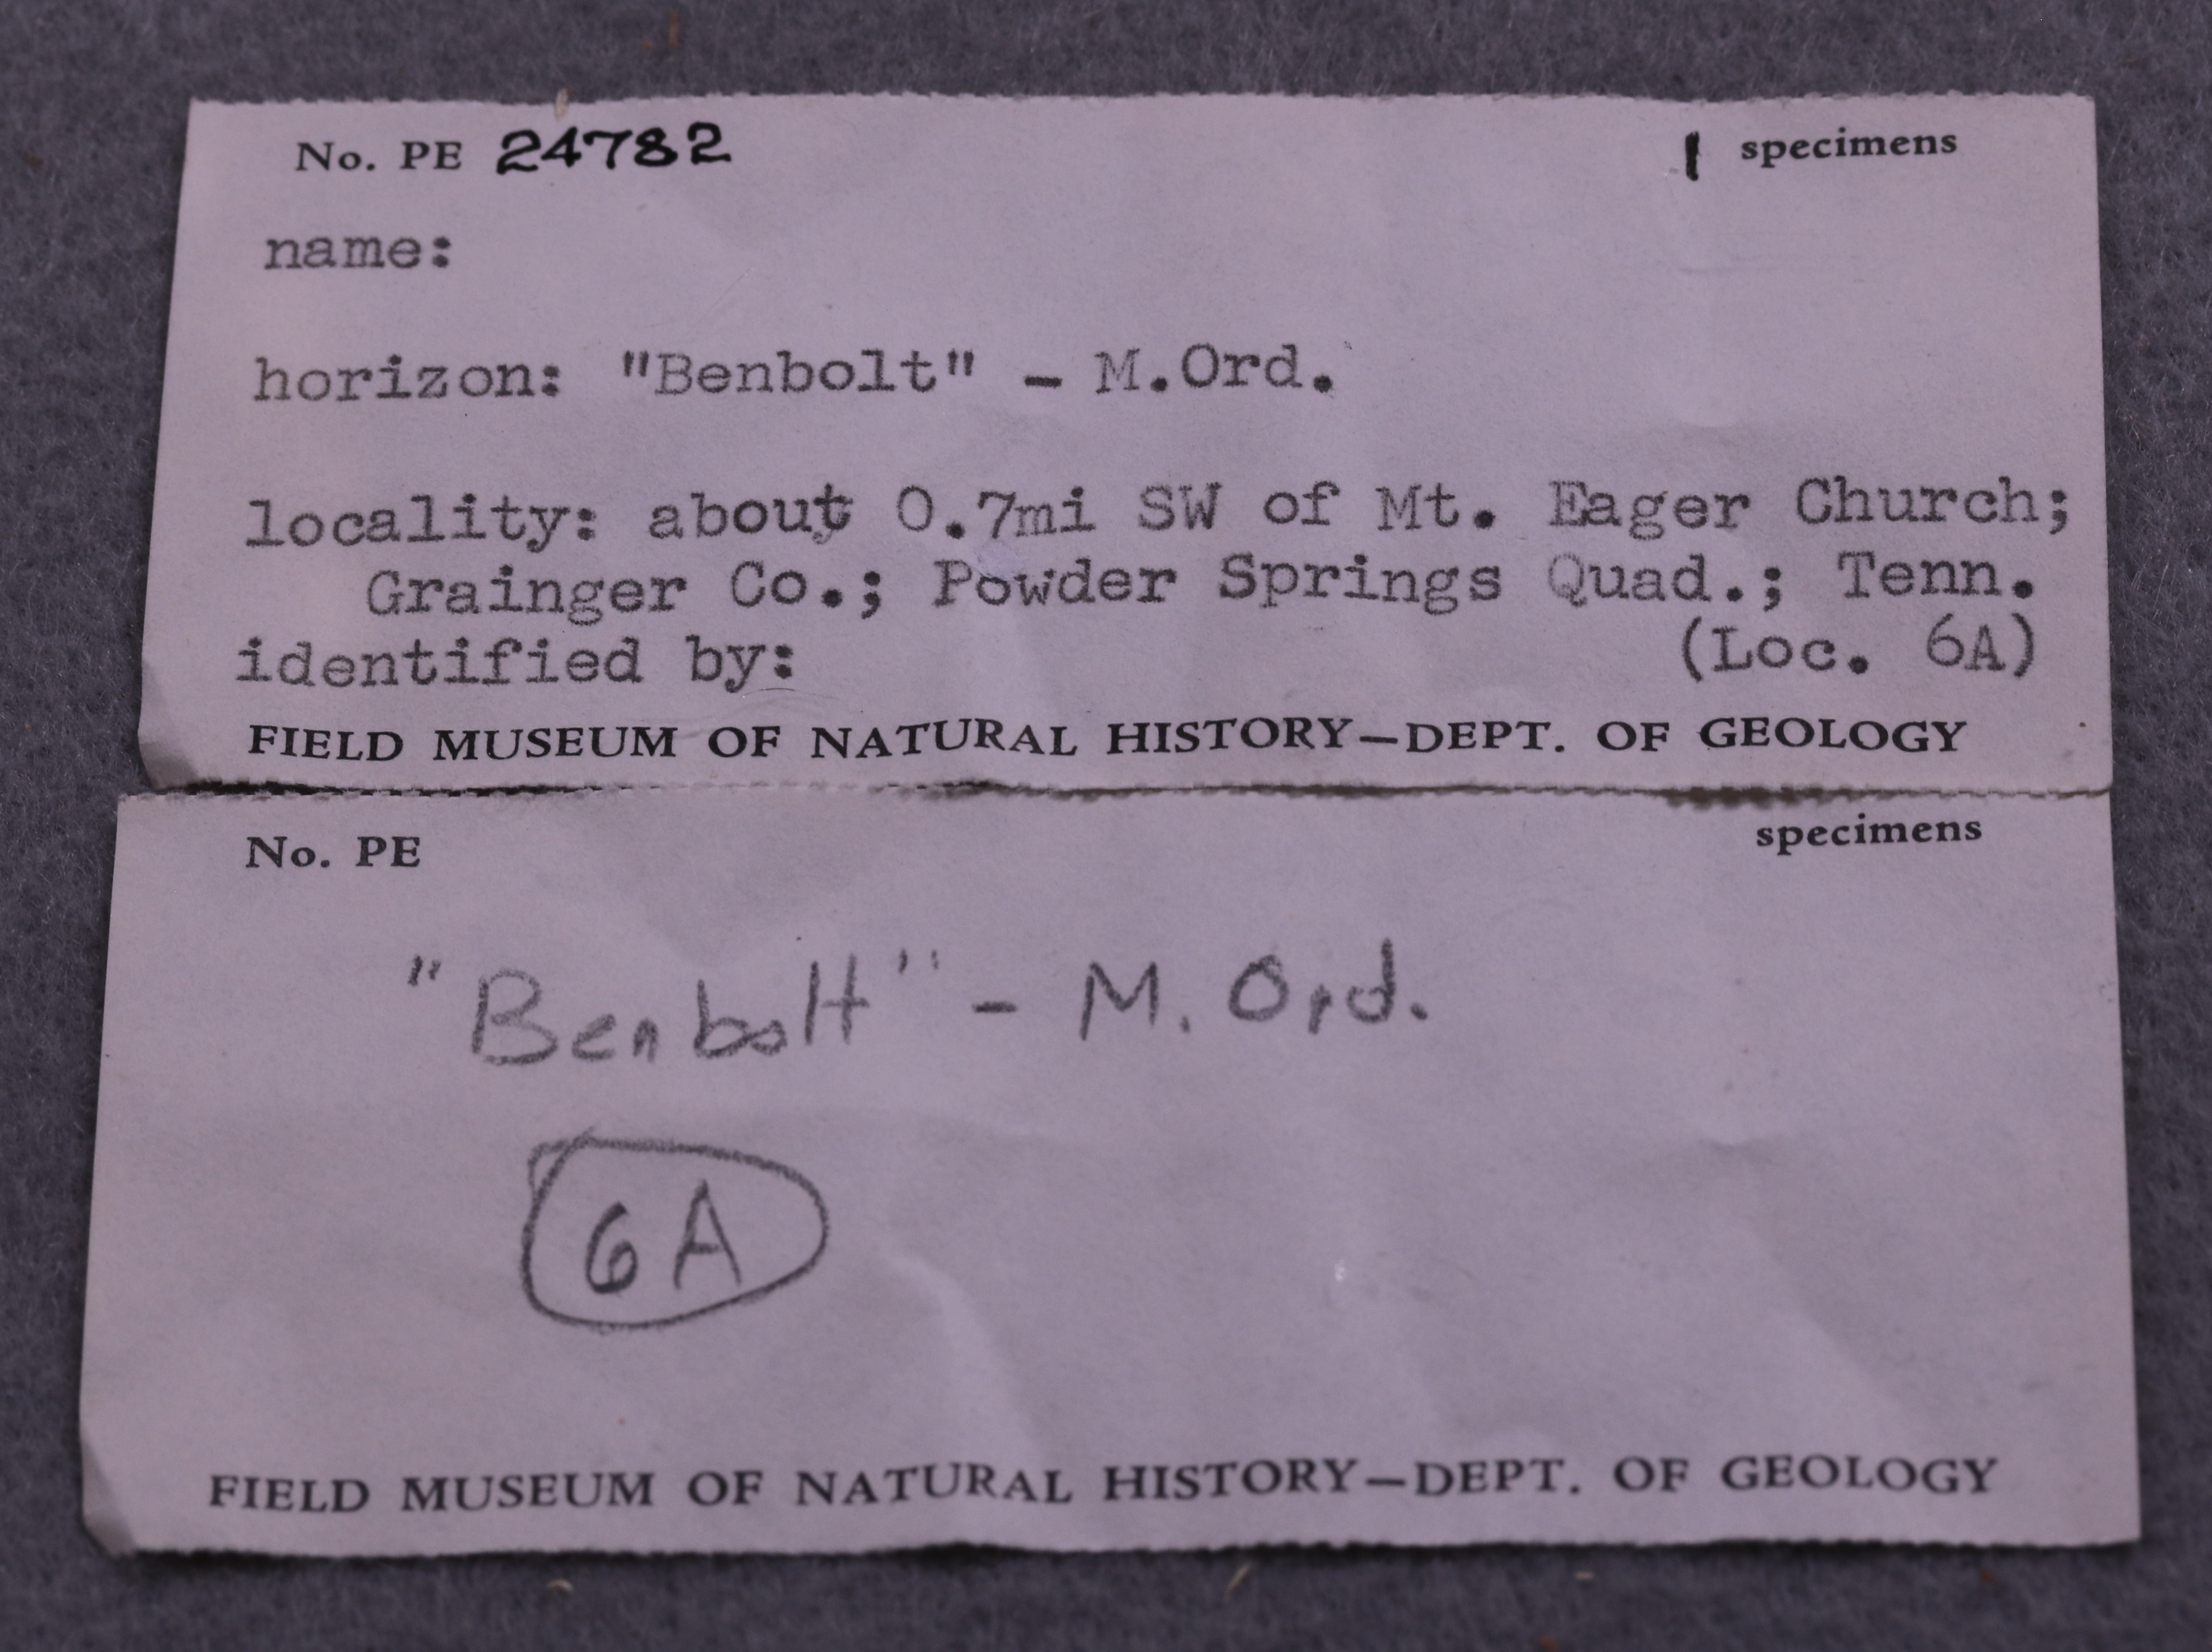 No. PE 24782 1 specimens
name:
horizon: "Benbolt" - M.Ord.
locality: about 0.7mi SW of Mt. Eager Church;
Grainger Co.; Powder Springs Quad.; Tenn.
identified by: (Loc. 6A)
FIELD MUSEUM OF NATURAL HISTORY—DEPT. OF GEOLOGY
No. PE specimens
"Benbolt" - M. Ord.
6A
FIELD MUSEUM OF NATURAL HISTORY—DEPT. OF GEOLOGY